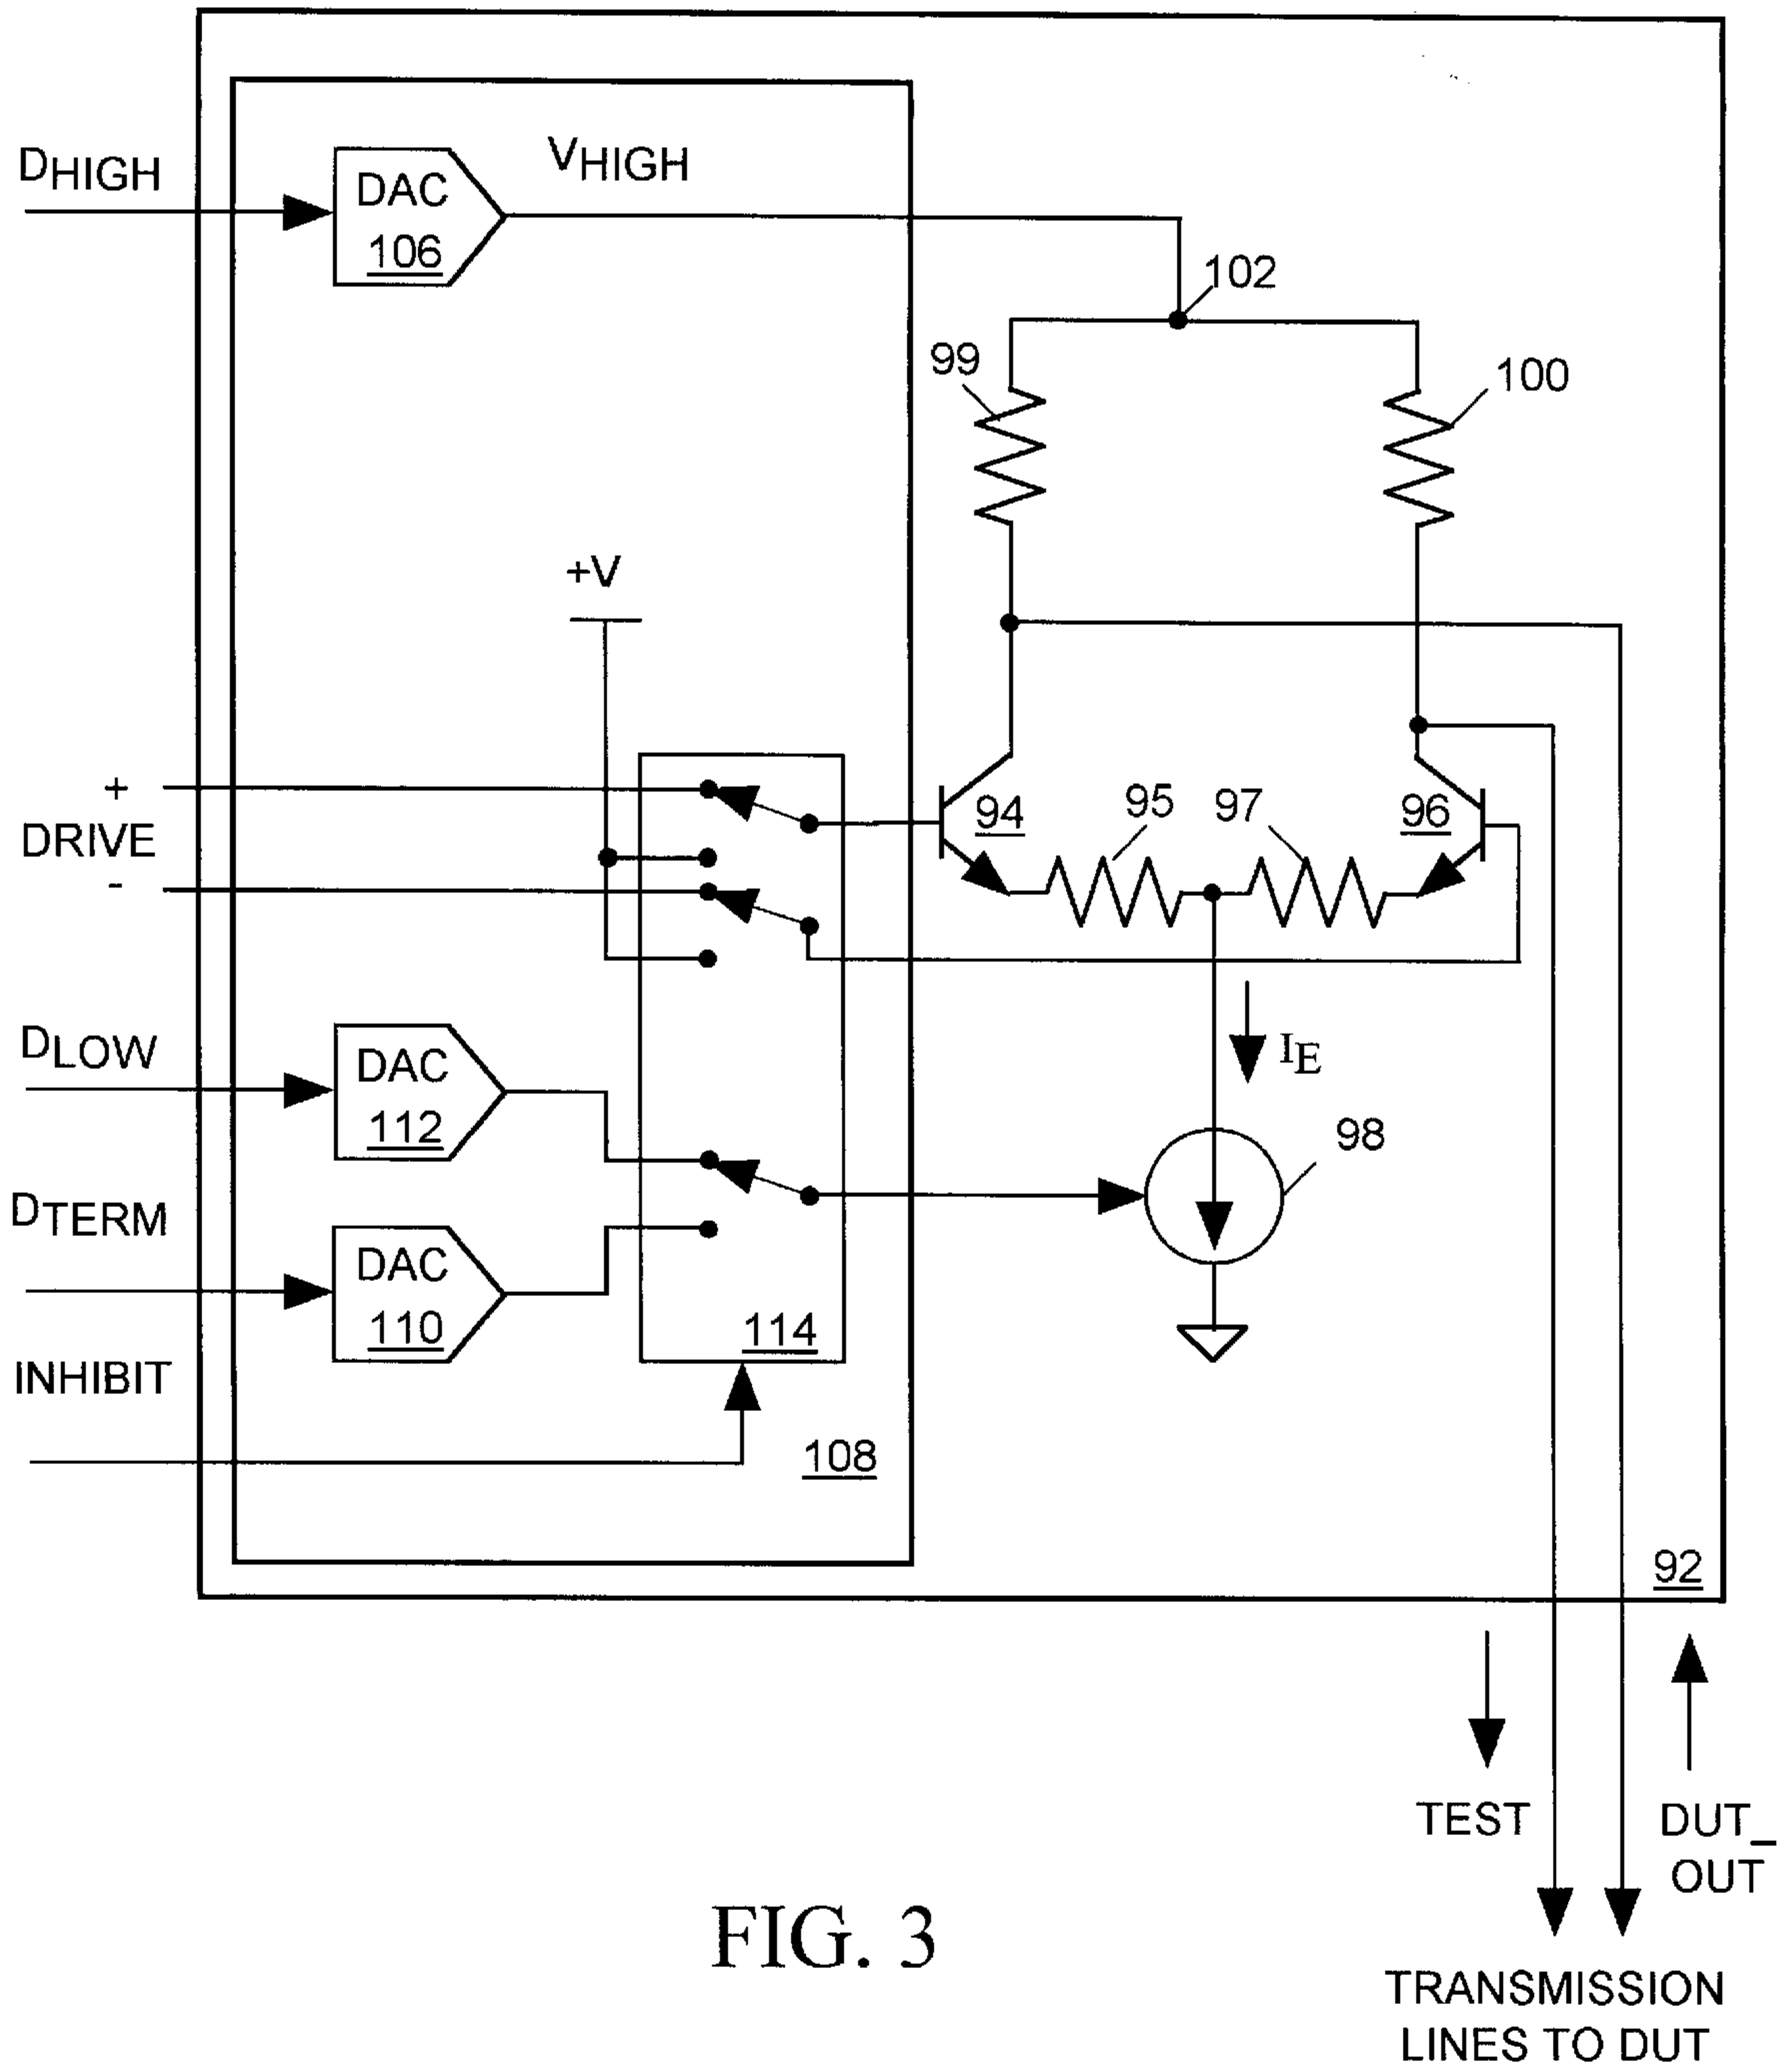 DHIGH
DAC
106
VHIGH
102
99
100
+V
+
DRIVE
-
94
95
97
96
DLOW
DAC
112
IE
98
DTERM
DAC
110
114
INHIBIT
108
92
TEST
DUT_
OUT
FIG. 3
TRANSMISSION
LINES TO DUT